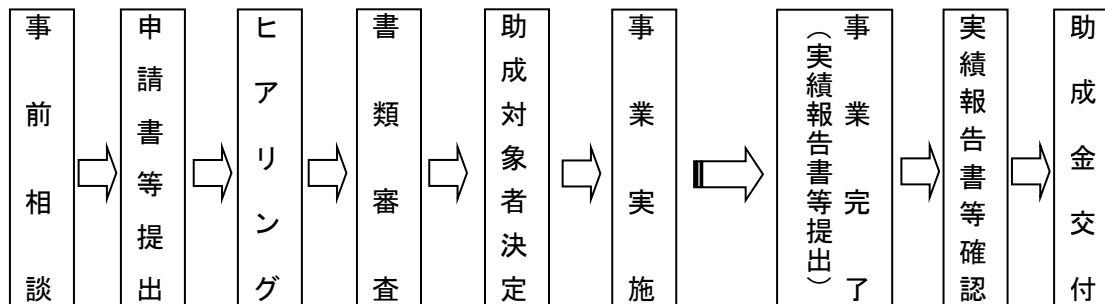 事前相談
申請書等提出
ヒアリング
書類審査
助成対象者決定
事業実施
事業完了
（実績報告書等提出）
実績報告書等確認
助成金交付